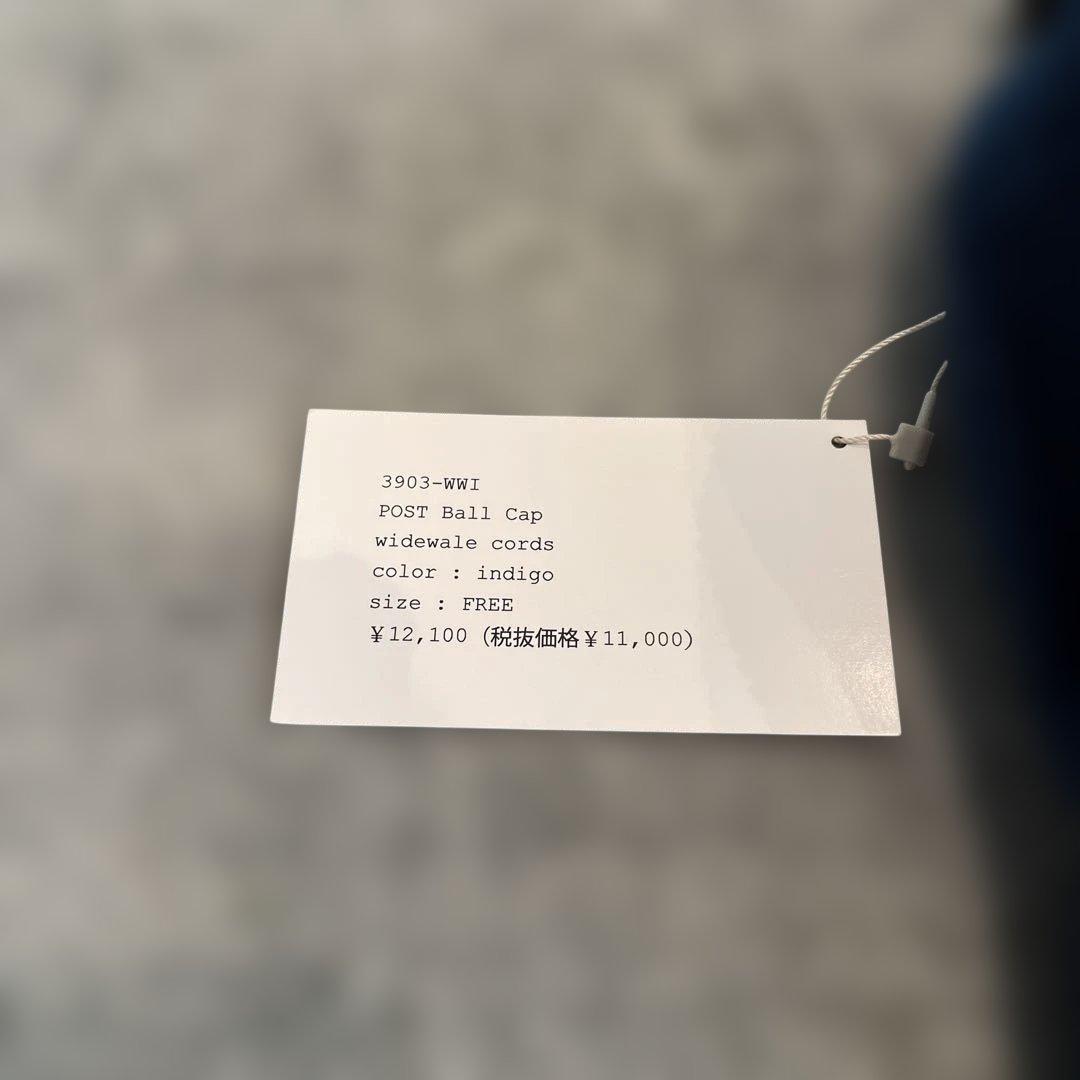 3903-WWI
POST Ball Cap
widewale cords
color : indigo
size : FREE
¥12,100（税抜価格¥11,000）